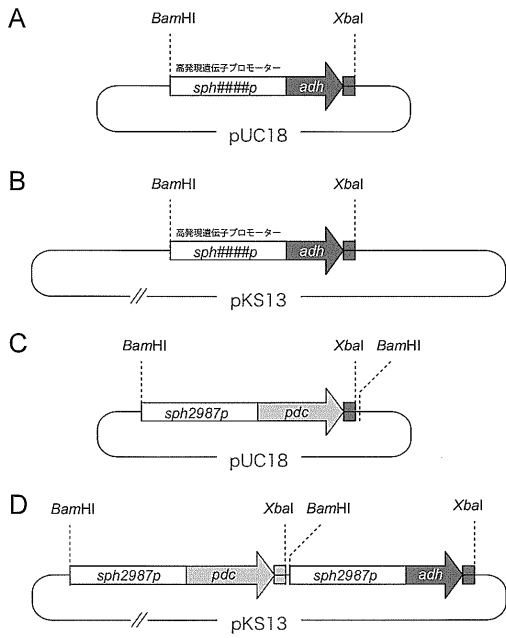 A
BamHI
XbaI
高発現遺伝子プロモーター
sph####p
adh
pUC18
B
BamHI
XbaI
高発現遺伝子プロモーター
sph####p
adh
pKS13
C
BamHI
XbaI
BamHI
sph2987p
pdc
pUC18
D
BamHI
XbaI
BamHI
XbaI
sph2987p
pdc
sph2987p
adh
pKS13